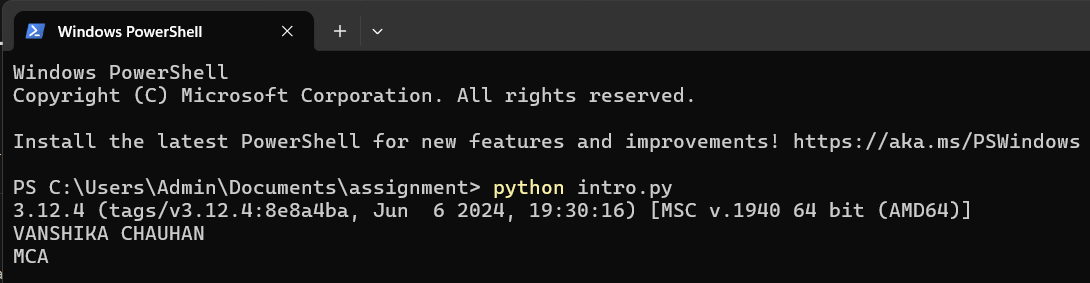 Windows PowerShell
Windows PowerShell
Copyright (C) Microsoft Corporation. All rights reserved.
Install the latest PowerShell for new features and improvements! https://aka.ms/PSWindows
PS C:\Users\Admin\Documents\assignment> python intro.py
3.12.4 (tags/v3.12.4:8e8a4ba, Jun  6 2024, 19:30:16) [MSC v.1940 64 bit (AMD64)]
VANSHIKA CHAUHAN
MCA